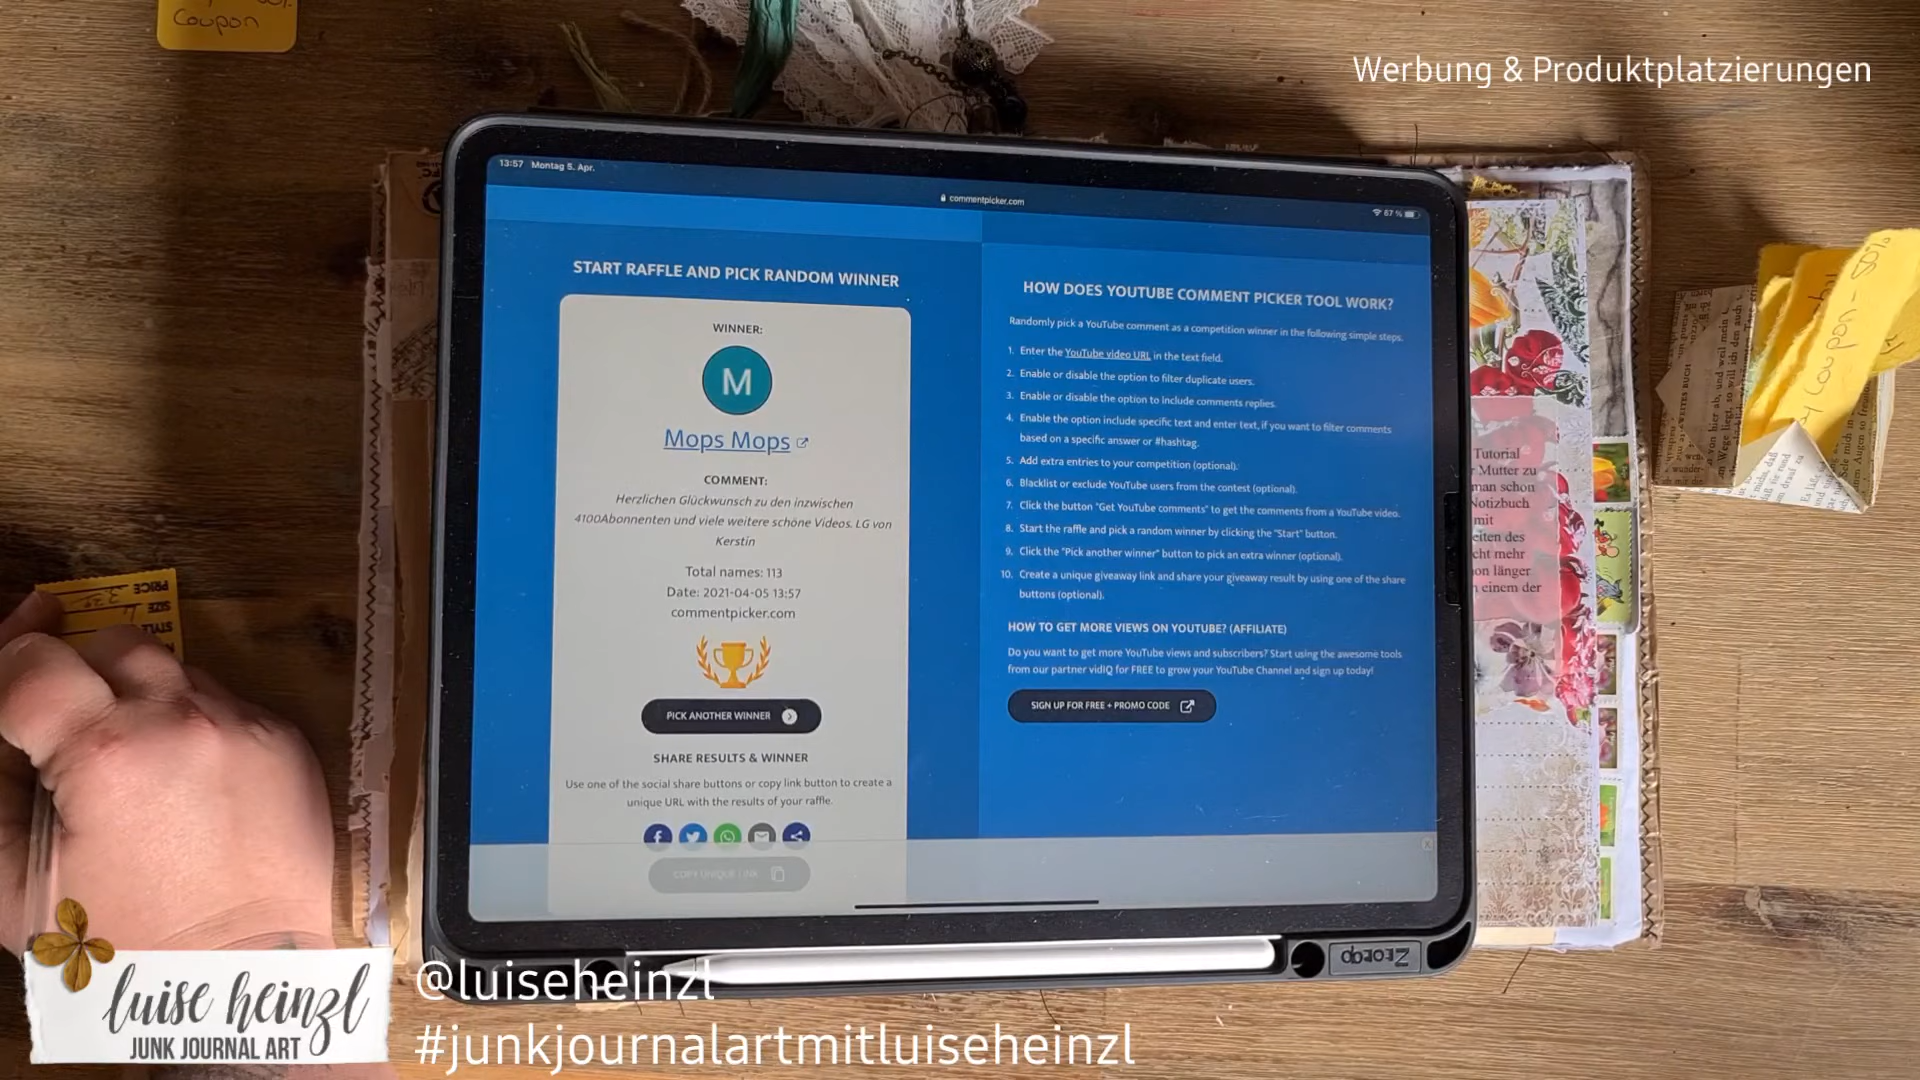 Coupon
Werbung & Produktplatzierungen
13:57 Montag 5. Apr.
commentpicker.com
67 %
START RAFFLE AND PICK RANDOM WINNER
WINNER:
M
Mops Mops
COMMENT:
Herzlichen Glückwunsch zu den inzwischen
4100Abonnenten und viele weitere schöne Videos. LG von
Kerstin
Total names: 113
Date: 2021-04-05 13:57
commentpicker.com
PICK ANOTHER WINNER
SHARE RESULTS & WINNER
Use one of the social share buttons or copy link button to create a
unique URL with the results of your raffle.
COPY UNIQUE LINK
HOW DOES YOUTUBE COMMENT PICKER TOOL WORK?
Randomly pick a YouTube comment as a competition winner in the following simple steps.
1. Enter the YouTube video URL in the text field.
2. Enable or disable the option to filter duplicate users.
3. Enable or disable the option to include comments replies.
4. Enable the option include specific text and enter text, if you want to filter comments
based on a specific answer or #hashtag.
5. Add extra entries to your competition (optional).
6. Blacklist or exclude YouTube users from the contest (optional).
7. Click the button "Get YouTube comments" to get the comments from a YouTube video.
8. Start the raffle and pick a random winner by clicking the "Start" button.
9. Click the "Pick another winner" button to pick an extra winner (optional).
10. Create a unique giveaway link and share your giveaway result by using one of the share
buttons (optional).
HOW TO GET MORE VIEWS ON YOUTUBE? (AFFILIATE)
Do you want to get more YouTube views and subscribers? Start using the awesome tools
from our partner vidIQ for FREE to grow your YouTube Channel and sign up today!
SIGN UP FOR FREE + PROMO CODE
Tutorial
Mutter zu
man schon
Notizbuch
mit
eiten des
cht mehr
on länger
einem der
Coupon
PRICE
SIZE
STYLE
Ztotop
luise heinzl
JUNK JOURNAL ART
@luiseheinzl
#junkjournalartmitluiseheinzl